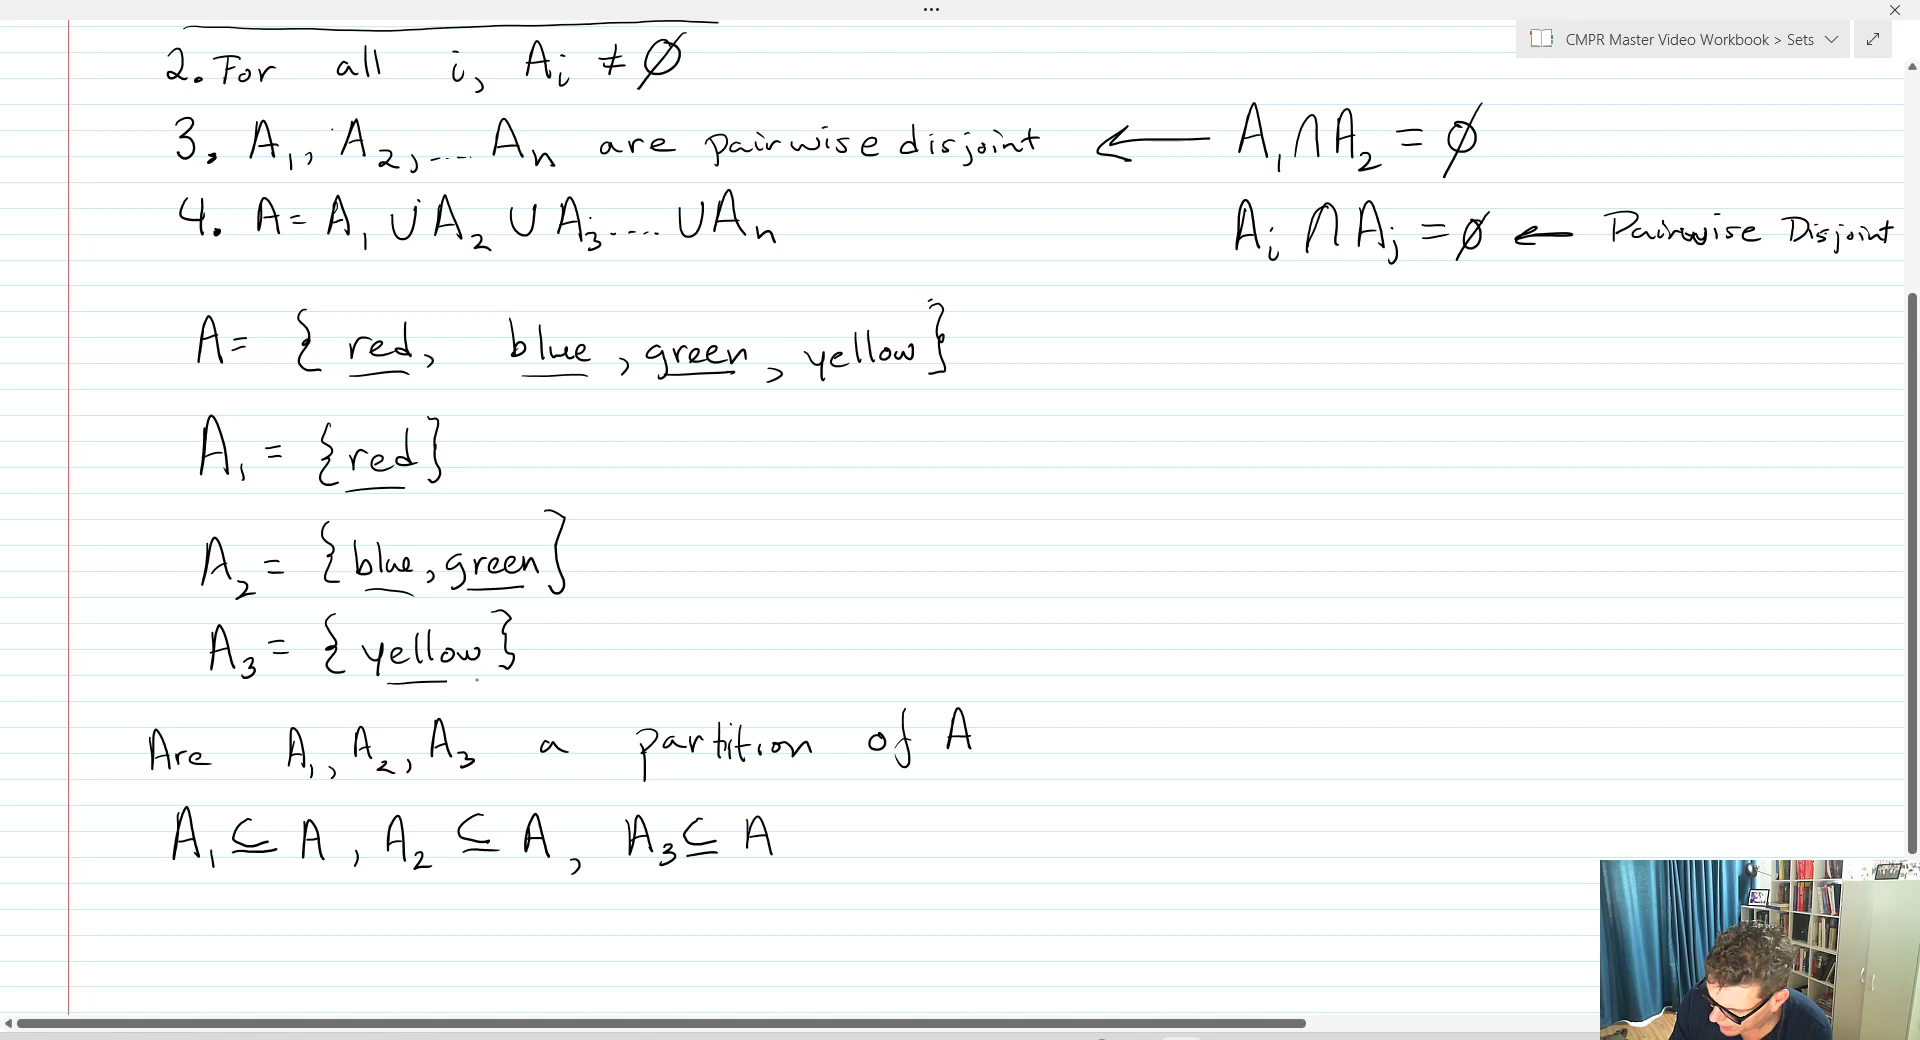 CMPR Master Video Workbook > Sets
2. For all i, Aᵢ ≠ ∅
3. A₁, A₂, .... Aₙ are pairwise disjoint ← A₁ ∩ A₂ = ∅
4. A = A₁ ∪ A₂ ∪ A₃ .... ∪ Aₙ
Aᵢ ∩ Aⱼ = ∅ ← Pairwise Disjoint
A = { red, blue, green, yellow }
A₁ = {red}
A₂ = {blue, green}
A₃ = {yellow}
Are A₁, A₂, A₃ a partition of A
A₁ ⊆ A, A₂ ⊆ A, A₃ ⊆ A